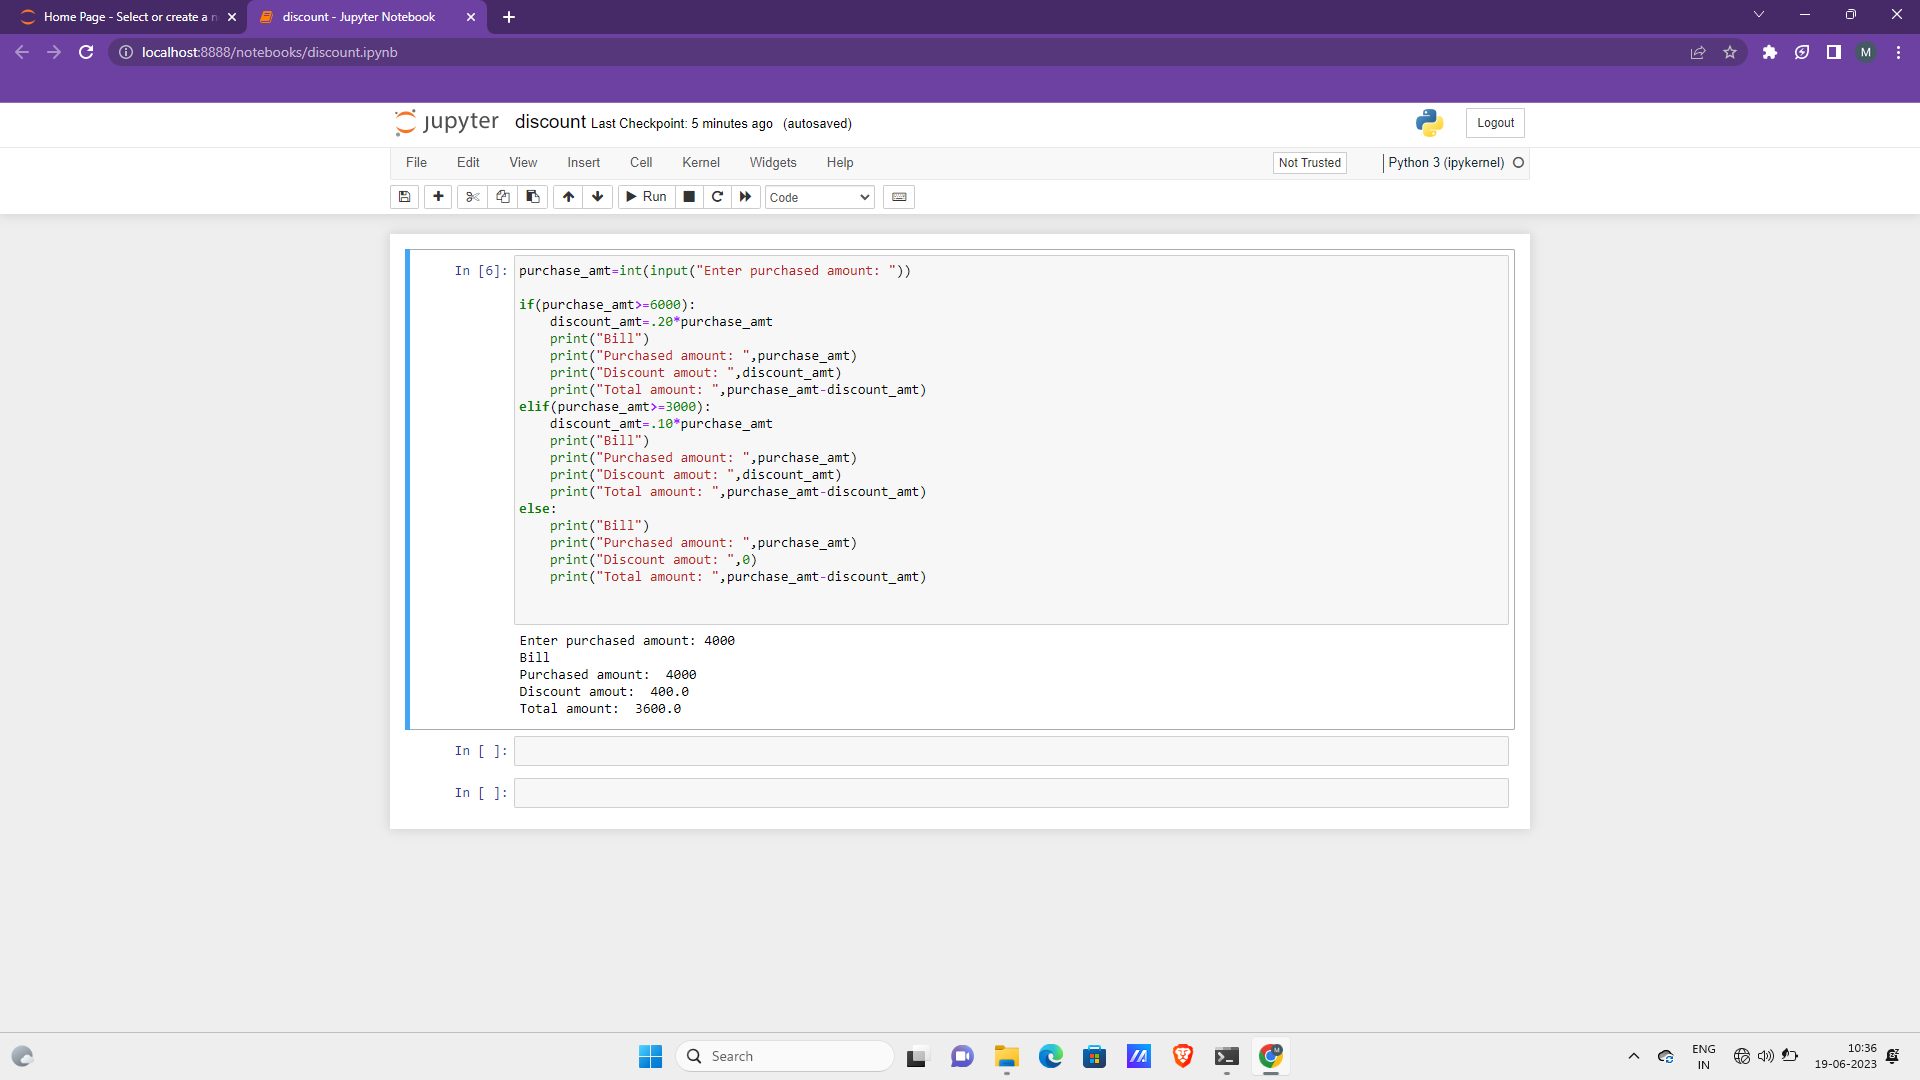 Home Page - Select or create a n
discount - Jupyter Notebook
localhost:8888/notebooks/discount.ipynb
M
jupyter discount Last Checkpoint: 5 minutes ago (autosaved)
Logout
File Edit View Insert Cell Kernel Widgets Help
Not Trusted
Python 3 (ipykernel)
Run
Code
In [6]:
purchase_amt=int(input("Enter purchased amount: "))
if(purchase_amt>=6000):
    discount_amt=.20*purchase_amt
    print("Bill")
    print("Purchased amount: ",purchase_amt)
    print("Discount amout: ",discount_amt)
    print("Total amount: ",purchase_amt-discount_amt)
elif(purchase_amt>=3000):
    discount_amt=.10*purchase_amt
    print("Bill")
    print("Purchased amount: ",purchase_amt)
    print("Discount amout: ",discount_amt)
    print("Total amount: ",purchase_amt-discount_amt)
else:
    print("Bill")
    print("Purchased amount: ",purchase_amt)
    print("Discount amout: ",0)
    print("Total amount: ",purchase_amt-discount_amt)
Enter purchased amount: 4000
Bill
Purchased amount:  4000
Discount amout:  400.0
Total amount:  3600.0
In [ ]:
In [ ]:
Search
ENG
IN
10:36
19-06-2023